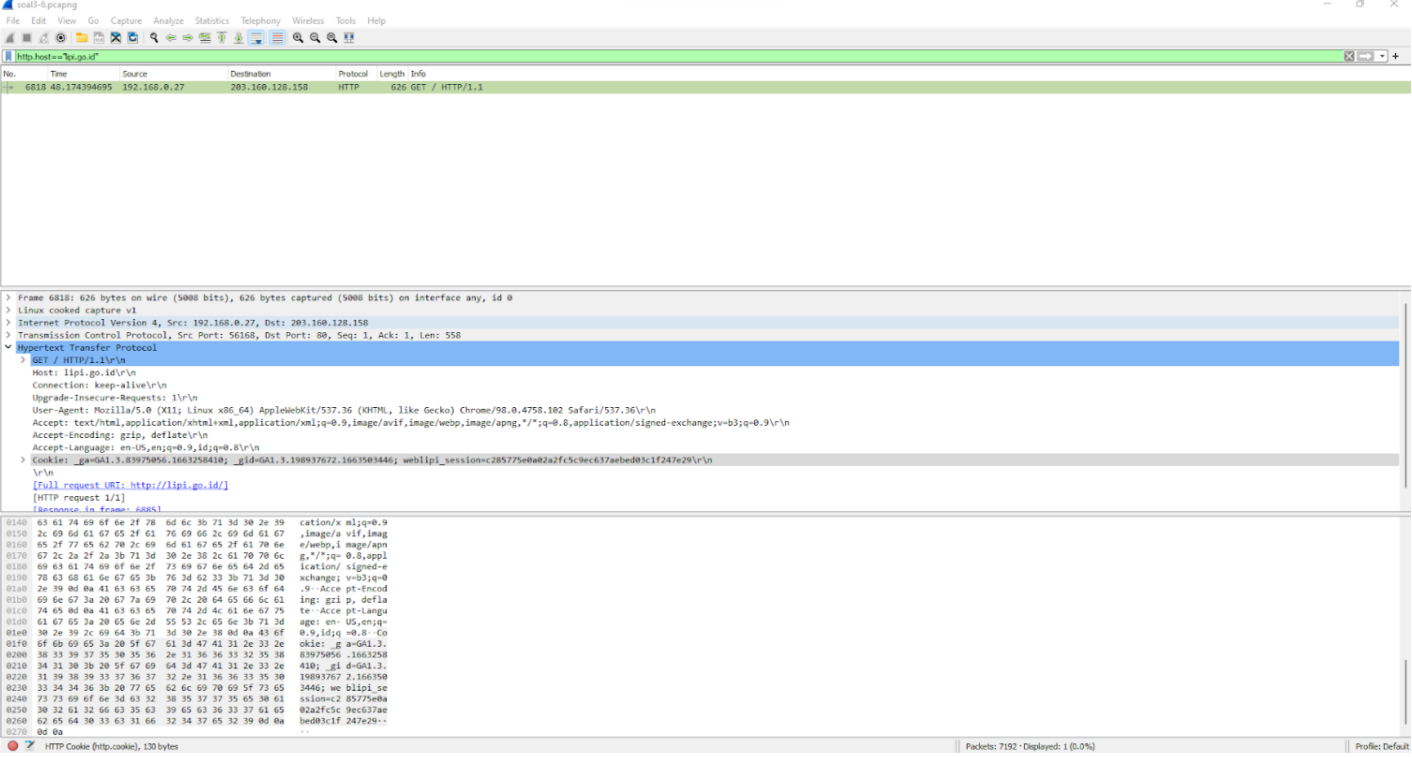 soal3-6.pcapng
File Edit View Go Capture Analyze Statistics Telephony Wireless Tools Help
http.host=="lipi.go.id"
No. Time Source Destination Protocol Length Info
6818 48.174394695 192.168.0.27 203.160.128.158 HTTP 626 GET / HTTP/1.1
Frame 6818: 626 bytes on wire (5008 bits), 626 bytes captured (5008 bits) on interface any, id 0
Linux cooked capture v1
Internet Protocol Version 4, Src: 192.168.0.27, Dst: 203.160.128.158
Transmission Control Protocol, Src Port: 56168, Dst Port: 80, Seq: 1, Ack: 1, Len: 558
Hypertext Transfer Protocol
GET / HTTP/1.1\r\n
Host: lipi.go.id\r\n
Connection: keep-alive\r\n
Upgrade-Insecure-Requests: 1\r\n
User-Agent: Mozilla/5.0 (X11; Linux x86_64) AppleWebKit/537.36 (KHTML, like Gecko) Chrome/98.0.4758.102 Safari/537.36\r\n
Accept: text/html,application/xhtml+xml,application/xml;q=0.9,image/avif,image/webp,image/apng,*/*;q=0.8,application/signed-exchange;v=b3;q=0.9\r\n
Accept-Encoding: gzip, deflate\r\n
Accept-Language: en-US,en;q=0.9,id;q=0.8\r\n
Cookie: _ga=GA1.3.83975056.1663258410; _gid=GA1.3.198937672.1663503446; weblipi_session=c285775e0a02a2fc5c9ec637aebed03c1f247e29\r\n
\r\n
[Full request URI: http://lipi.go.id/]
[HTTP request 1/1]
[Response in frame: 6885]
0140 63 61 74 69 6f 6e 2f 78 6d 6c 3b 71 3d 30 2e 39 cation/x ml;q=0.9
0150 2c 69 6d 61 67 65 2f 61 76 69 66 2c 69 6d 61 67 ,image/a vif,imag
0160 65 2f 77 65 62 70 2c 69 6d 61 67 65 2f 61 70 6e e/webp,i mage/apn
0170 67 2c 2a 2f 2a 3b 71 3d 30 2e 38 2c 61 70 70 6c g,*/*;q= 0.8,appl
0180 69 63 61 74 69 6f 6e 2f 73 69 67 6e 65 64 2d 65 ication/ signed-e
0190 78 63 68 61 6e 67 65 3b 76 3d 62 33 3b 71 3d 30 xchange; v=b3;q=0
01a0 2e 39 0d 0a 41 63 63 65 70 74 2d 45 6e 63 6f 64 .9··Acce pt-Encod
01b0 69 6e 67 3a 20 67 7a 69 70 2c 20 64 65 66 6c 61 ing: gzi p, defla
01c0 74 65 0d 0a 41 63 63 65 70 74 2d 4c 61 6e 67 75 te··Acce pt-Langu
01d0 61 67 65 3a 20 65 6e 2d 55 53 2c 65 6e 3b 71 3d age: en- US,en;q=
01e0 30 2e 39 2c 69 64 3b 71 3d 30 2e 38 0d 0a 43 6f 0.9,id;q =0.8··Co
01f0 6f 6b 69 65 3a 20 5f 67 61 3d 47 41 31 2e 33 2e okie: _g a=GA1.3.
0200 38 33 39 37 35 30 35 36 2e 31 36 36 33 32 35 38 83975056 .1663258
0210 34 31 30 3b 20 5f 67 69 64 3d 47 41 31 2e 33 2e 410; _gi d=GA1.3.
0220 31 39 38 39 33 37 36 37 32 2e 31 36 36 33 35 30 19893767 2.166350
0230 33 34 34 36 3b 20 77 65 62 6c 69 70 69 5f 73 65 3446; we blipi_se
0240 73 73 69 6f 6e 3d 63 32 38 35 37 37 35 65 30 61 ssion=c2 85775e0a
0250 30 32 61 32 66 63 35 63 39 65 63 36 33 37 61 65 02a2fc5c 9ec637ae
0260 62 65 64 30 33 63 31 66 32 34 37 65 32 39 0d 0a bed03c1f 247e29··
0270 0d 0a ··
HTTP Cookie (http.cookie), 130 bytes Packets: 7192 · Displayed: 1 (0.0%) Profile: Default